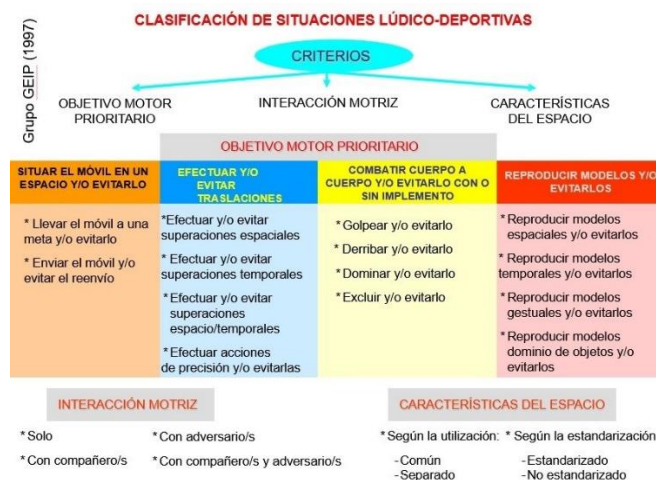 CLASIFICACIÓN DE SITUACIONES LÚDICO-DEPORTIVAS
Grupo GEIP (1997)
CRITERIOS
OBJETIVO MOTOR
PRIORITARIO
INTERACCIÓN MOTRIZ
CARACTERÍSTICAS
DEL ESPACIO
OBJETIVO MOTOR PRIORITARIO
SITUAR EL MÓVIL EN UN
ESPACIO Y/O EVITARLO
* Llevar el móvil a una
meta y/o evitarlo
* Enviar el móvil y/o
evitar el reenvío
EFECTUAR Y/O
EVITAR
TRASLACIONES
*Efectuar y/o evitar
superaciones espaciales
* Efectuar y/o evitar
superaciones temporales
* Efectuar y/o evitar
superaciones
espacio/temporales
* Efectuar acciones
de precisión y/o evitarlas
COMBATIR CUERPO A
CUERPO Y/O EVITARLO CON O
SIN IMPLEMENTO
* Golpear y/o evitarlo
* Derribar y/o evitarlo
* Dominar y/o evitarlo
* Excluir y/o evitarlo
REPRODUCIR MODELOS Y/O
EVITARLOS
* Reproducir modelos
espaciales y/o evitarlos
* Reproducir modelos
temporales y/o evitarlos
* Reproducir modelos
gestuales y/o evitarlos
* Reproducir modelos
dominio de objetos y/o
evitarlos
INTERACCIÓN MOTRIZ
* Solo
* Con adversario/s
* Con compañero/s
* Con compañero/s y adversario/s
CARACTERÍSTICAS DEL ESPACIO
* Según la utilización:
-Común
-Separado
* Según la estandarización:
-Estandarizado
-No estandarizado